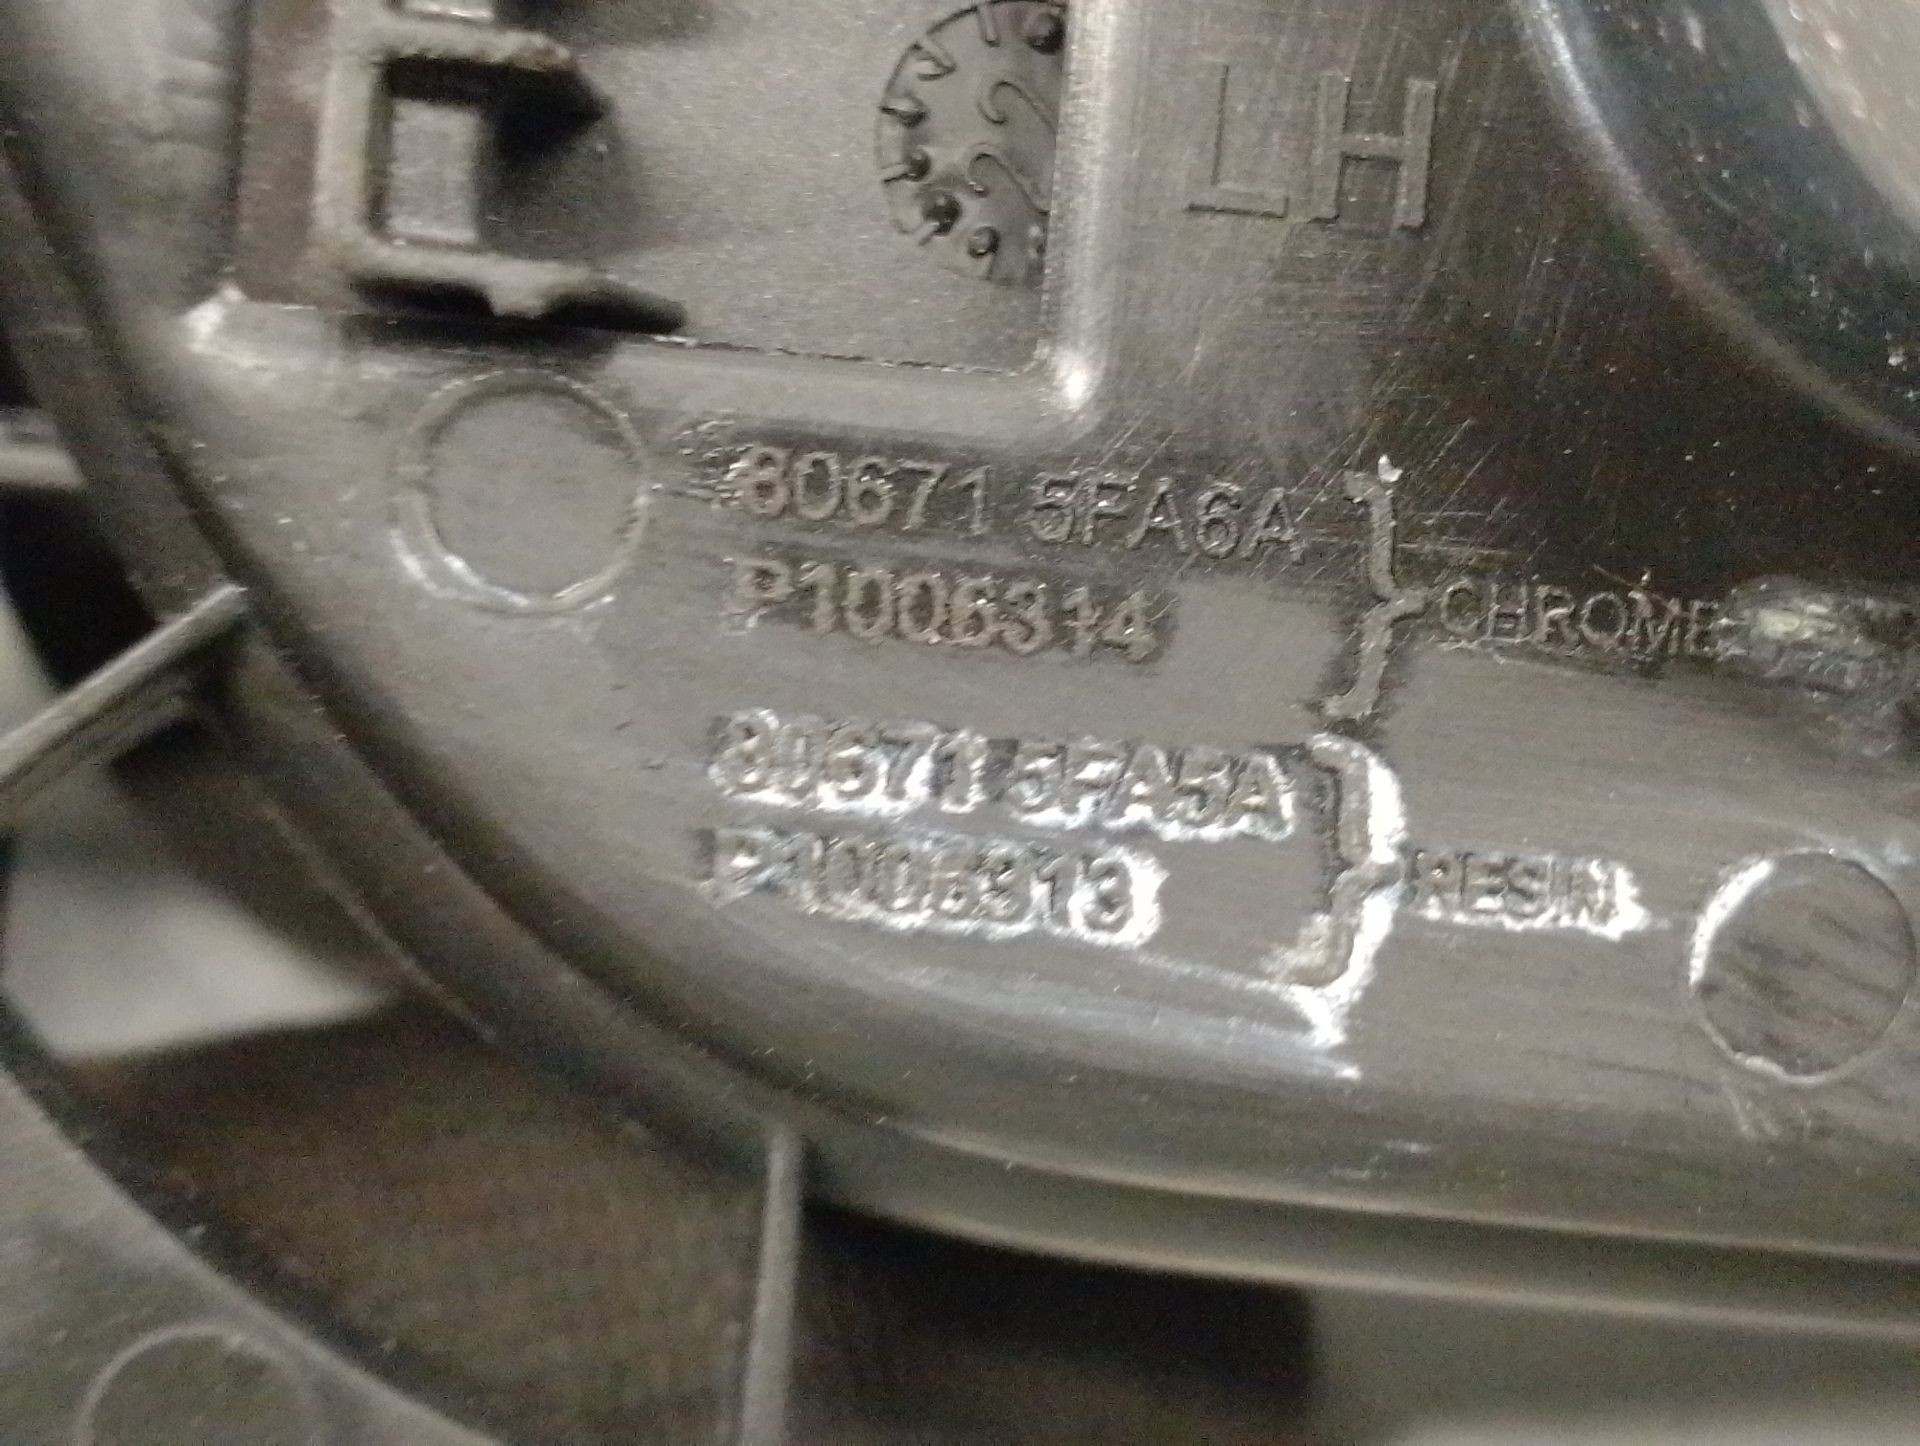 LH
80671 5FA6A
P1006314
CHROME
80671 5FA5A
P1006313
RESIN